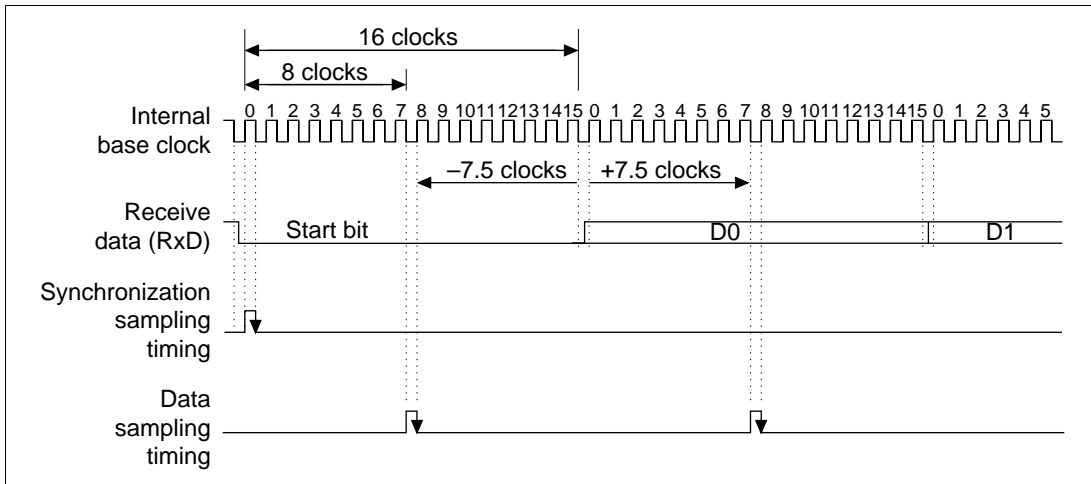 16 clocks
8 clocks
Internal
base clock
0 1 2 3 4 5 6 7 8 9 10 11 12 13 14 15 0 1 2 3 4 5 6 7 8 9 10 11 12 13 14 15 0 1 2 3 4 5
–7.5 clocks +7.5 clocks
Receive
data (RxD)
Start bit D0 D1
Synchronization
sampling
timing
Data
sampling
timing